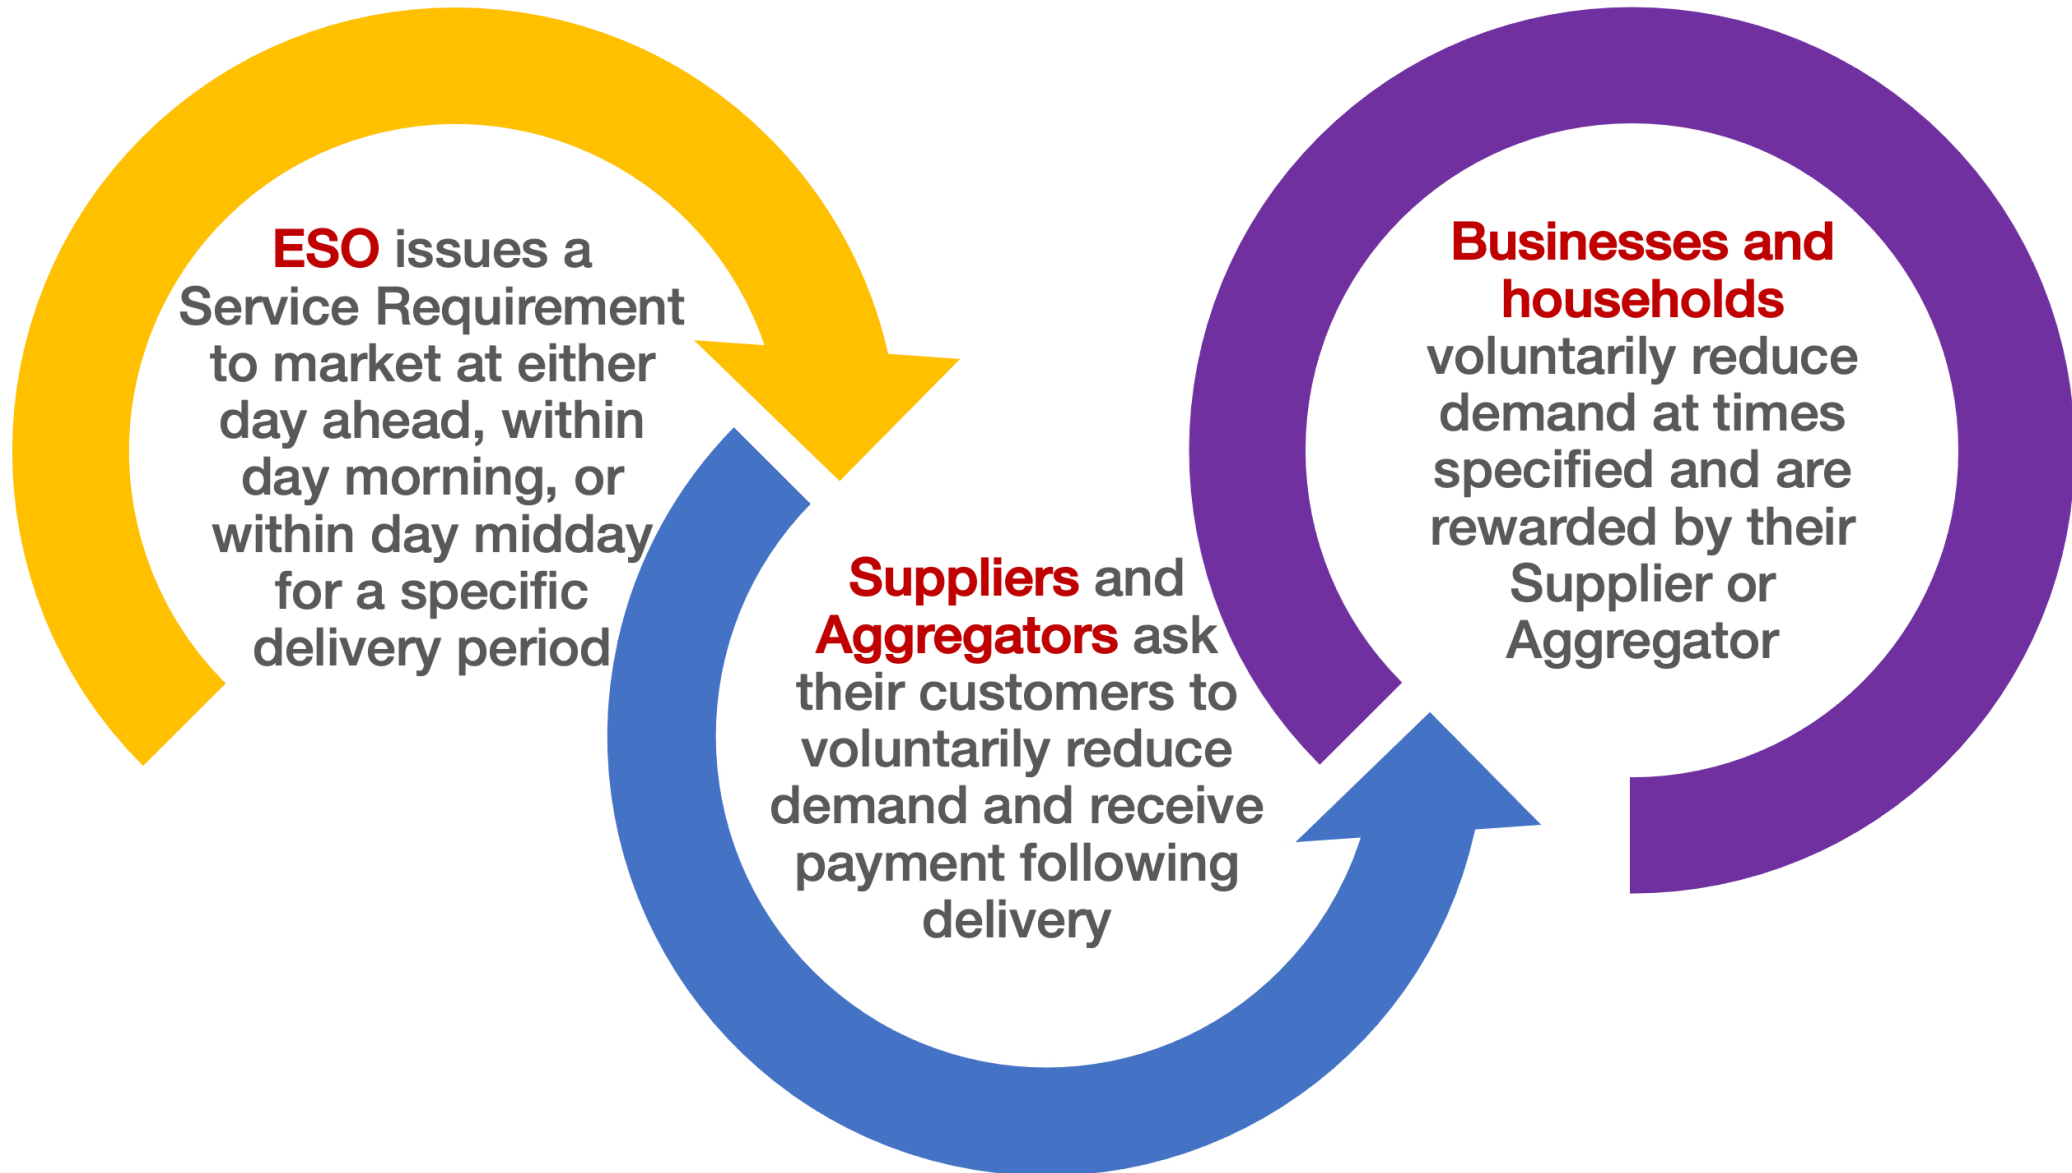 ESO issues a
Service Requirement
to market at either
day ahead, within
day morning, or
within day midday
for a specific
delivery period
Suppliers and
Aggregators ask
their customers to
voluntarily reduce
demand and receive
payment following
delivery
Businesses and
households
voluntarily reduce
demand at times
specified and are
rewarded by their
Supplier or
Aggregator